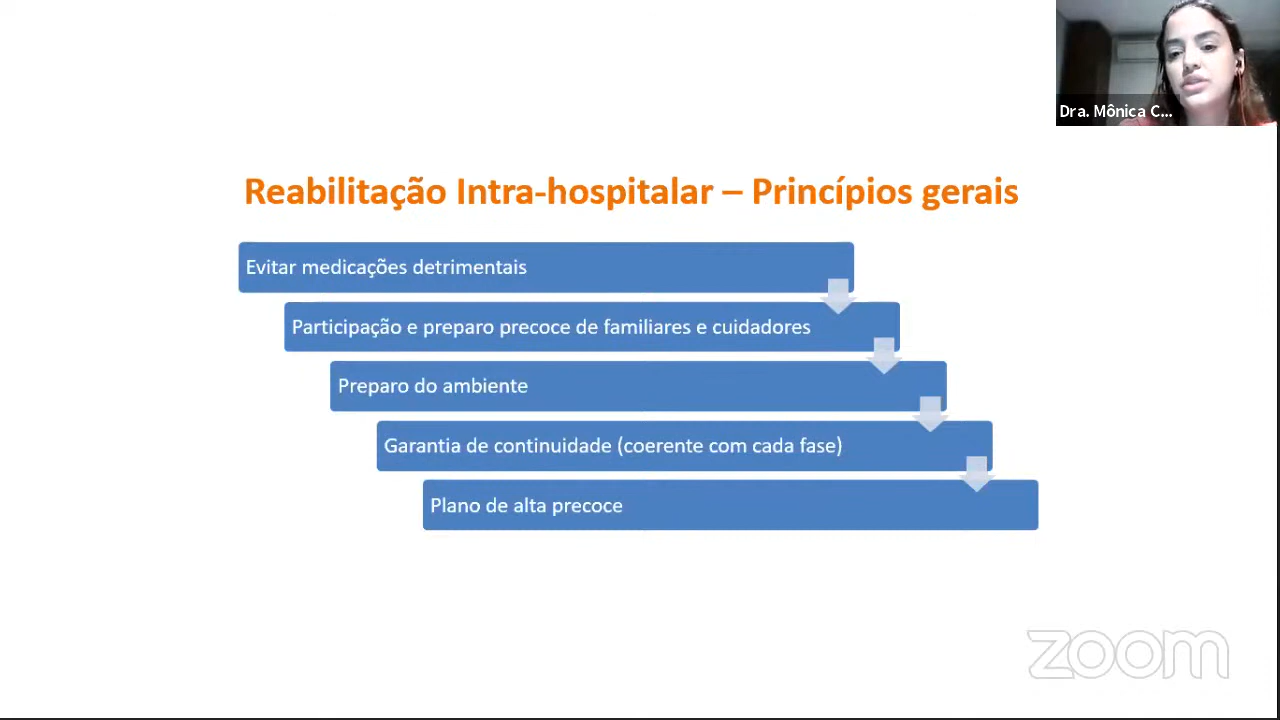 Dra. Mônica C...
Reabilitação Intra-hospitalar – Princípios gerais
Evitar medicações detrimentais
Participação e preparo precoce de familiares e cuidadores
Preparo do ambiente
Garantia de continuidade (coerente com cada fase)
Plano de alta precoce
zoom